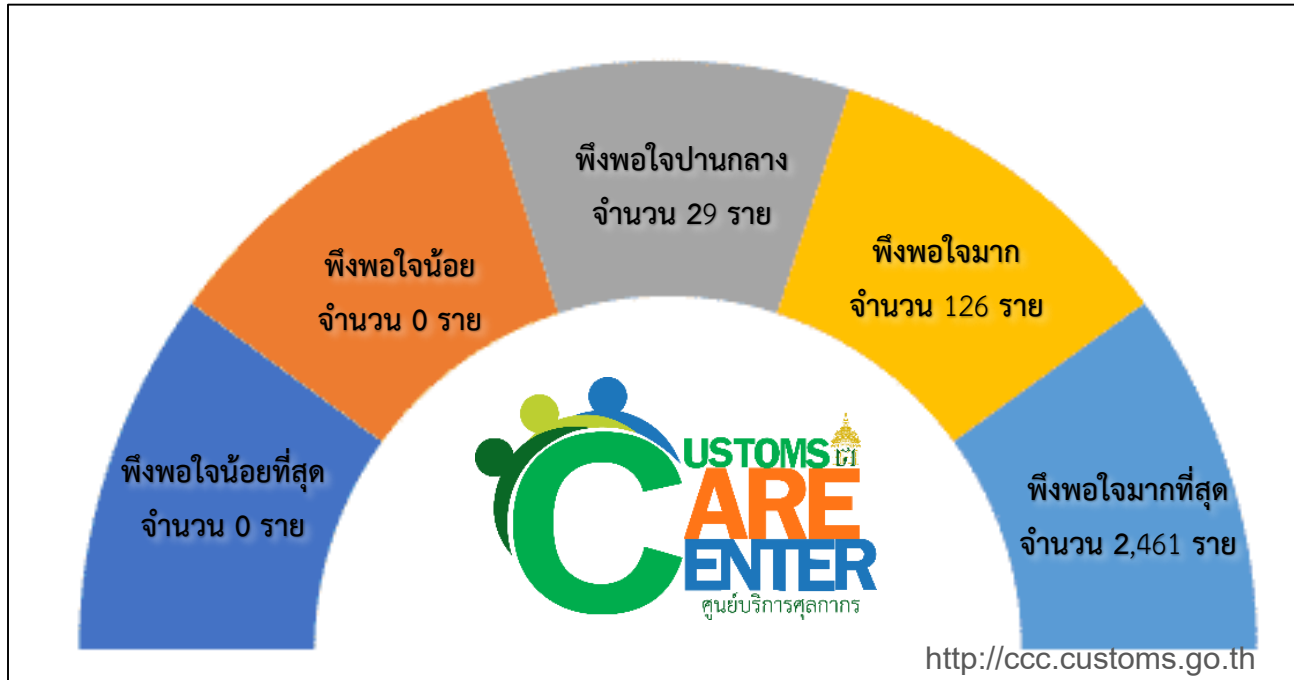 พึงพอใจปานกลาง
จำนวน 29 ราย
พึงพอใจน้อย
จำนวน 0 ราย
พึงพอใจมาก
จำนวน 126 ราย
พึงพอใจน้อยที่สุด
จำนวน 0 ราย
CUSTOMS
CARE
CENTER
ศูนย์บริการศุลกากร
พึงพอใจมากที่สุด
จำนวน 2,461 ราย
http://ccc.customs.go.th